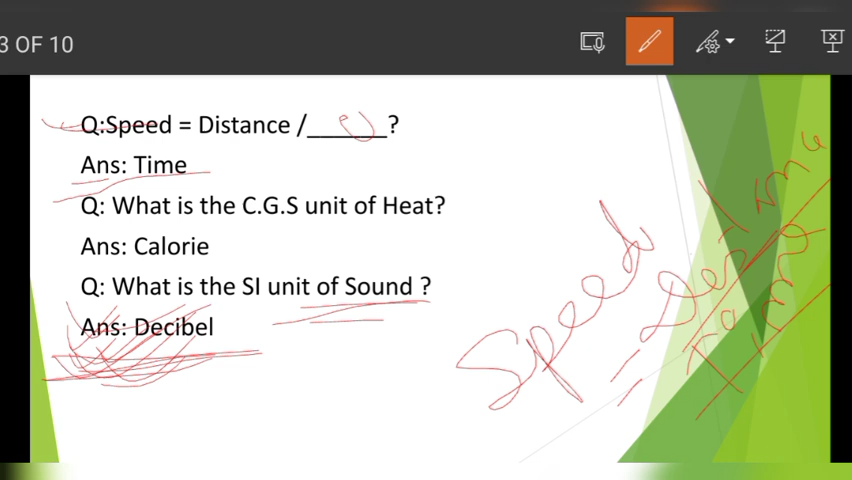 3 OF 10
Q:Speed = Distance /_______?
Ans: Time
Q: What is the C.G.S unit of Heat?
Ans: Calorie
Q: What is the SI unit of Sound ?
Ans: Decibel
Speed